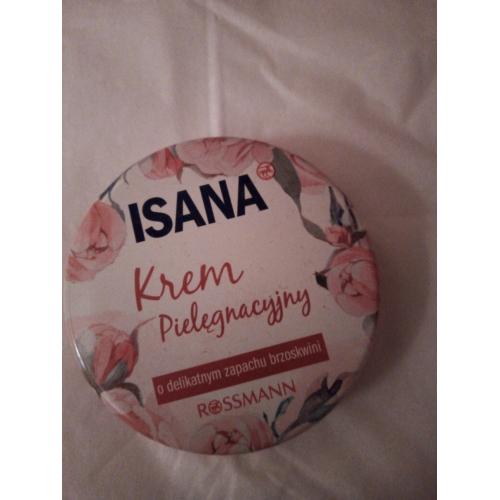 ISANA
Krem
Pielęgnacyjny
o delikatnym zapachu brzoskwini
ROSSMANN